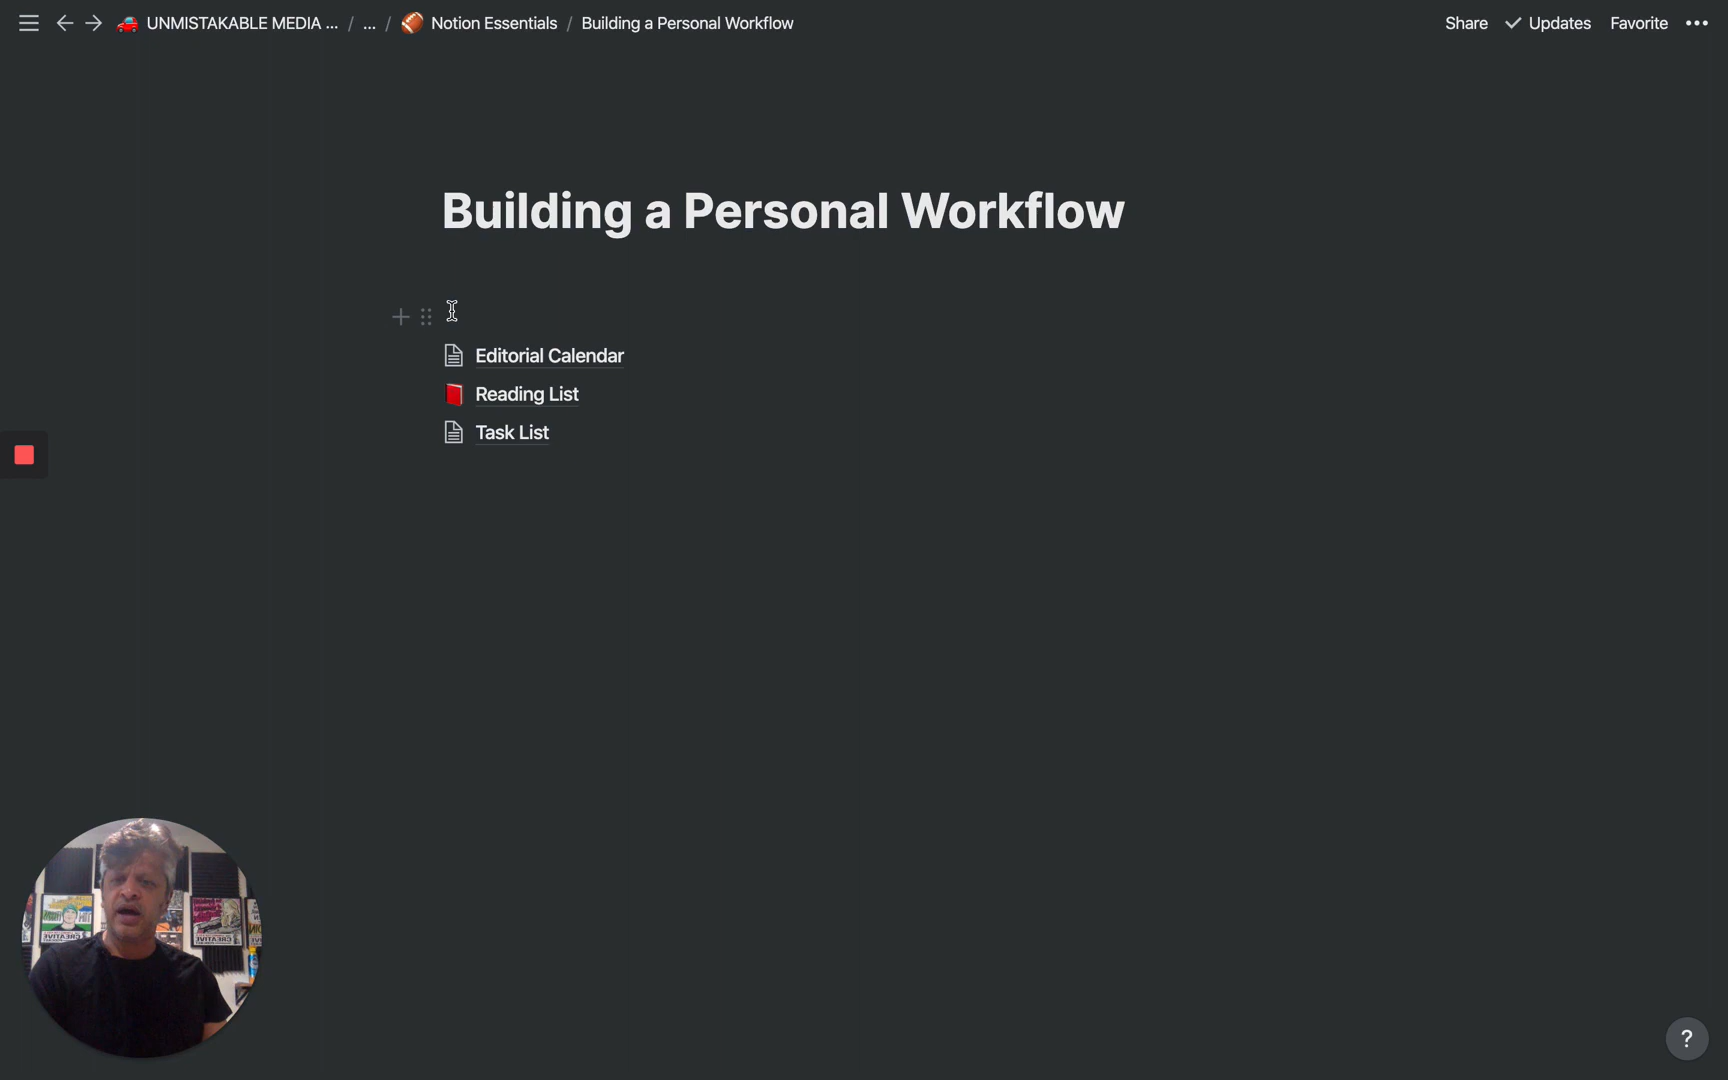 UNMISTAKABLE MEDIA ... / ... / Notion Essentials / Building a Personal Workflow
Share Updates Favorite
Building a Personal Workflow
Editorial Calendar
Reading List
Task List
?